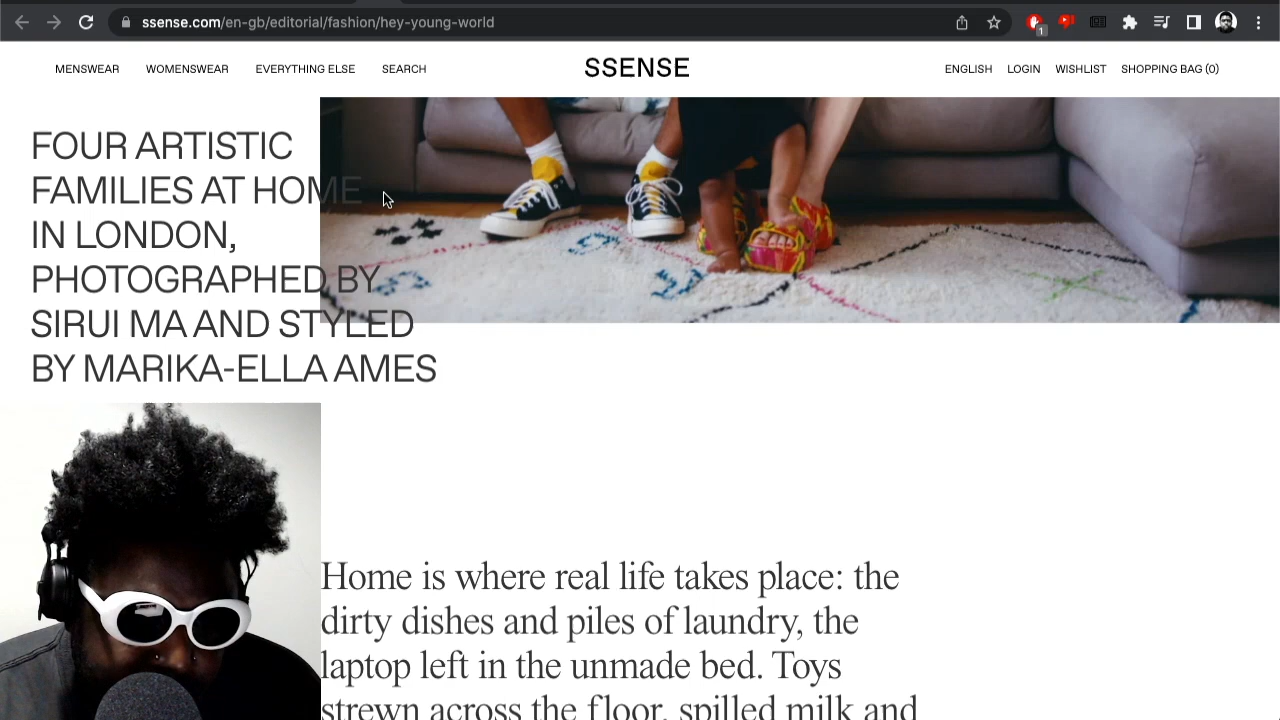 ssense.com/en-gb/editorial/fashion/hey-young-world
1
MENSWEAR WOMENSWEAR EVERYTHING ELSE SEARCH SSENSE ENGLISH LOGIN WISHLIST SHOPPING BAG (0)
FOUR ARTISTIC
FAMILIES AT HOME
IN LONDON,
PHOTOGRAPHED BY
SIRUI MA AND STYLED
BY MARIKA-ELLA AMES
Home is where real life takes place: the
dirty dishes and piles of laundry, the
laptop left in the unmade bed. Toys
strewn across the floor, spilled milk and